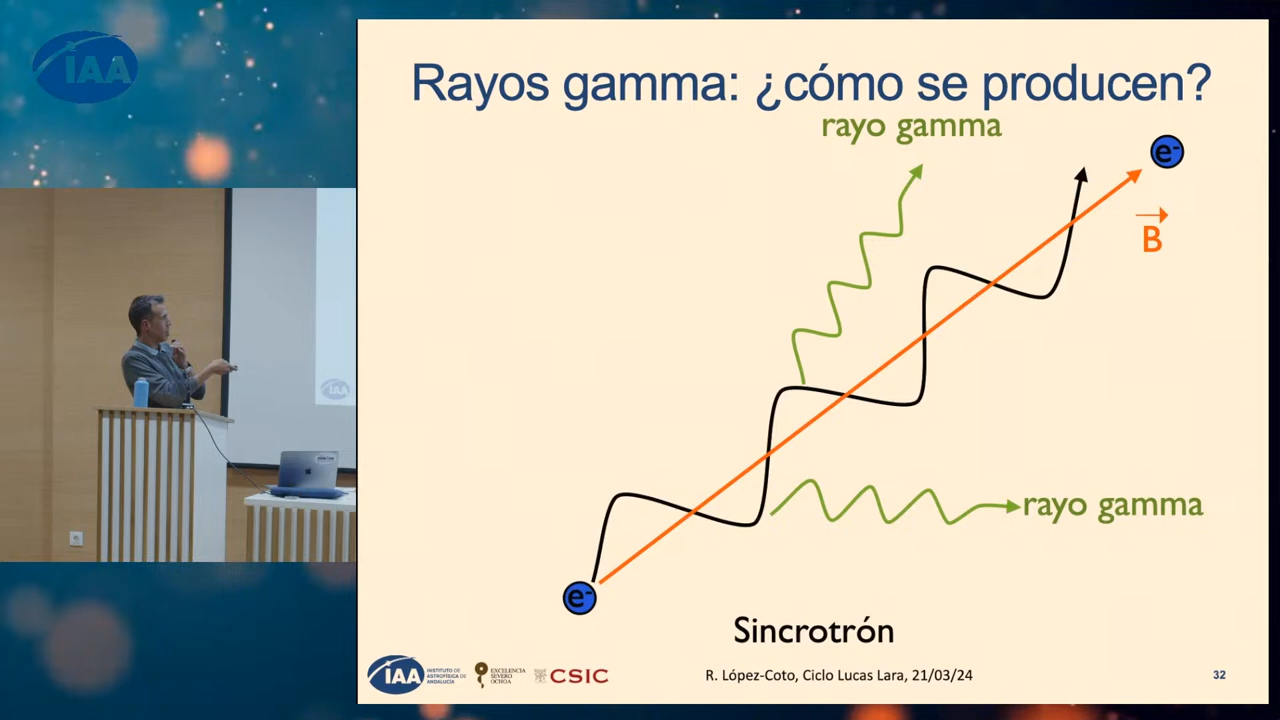 IAA
Rayos gamma: ¿cómo se producen?
rayo gamma
e-
B
rayo gamma
e-
Sincrotrón
IAA
INSTITUTO DE
ASTROFÍSICA DE
ANDALUCÍA
EXCELENCIA
SEVERO
OCHOA
CSIC
R. López-Coto, Ciclo Lucas Lara, 21/03/24
32
IAA